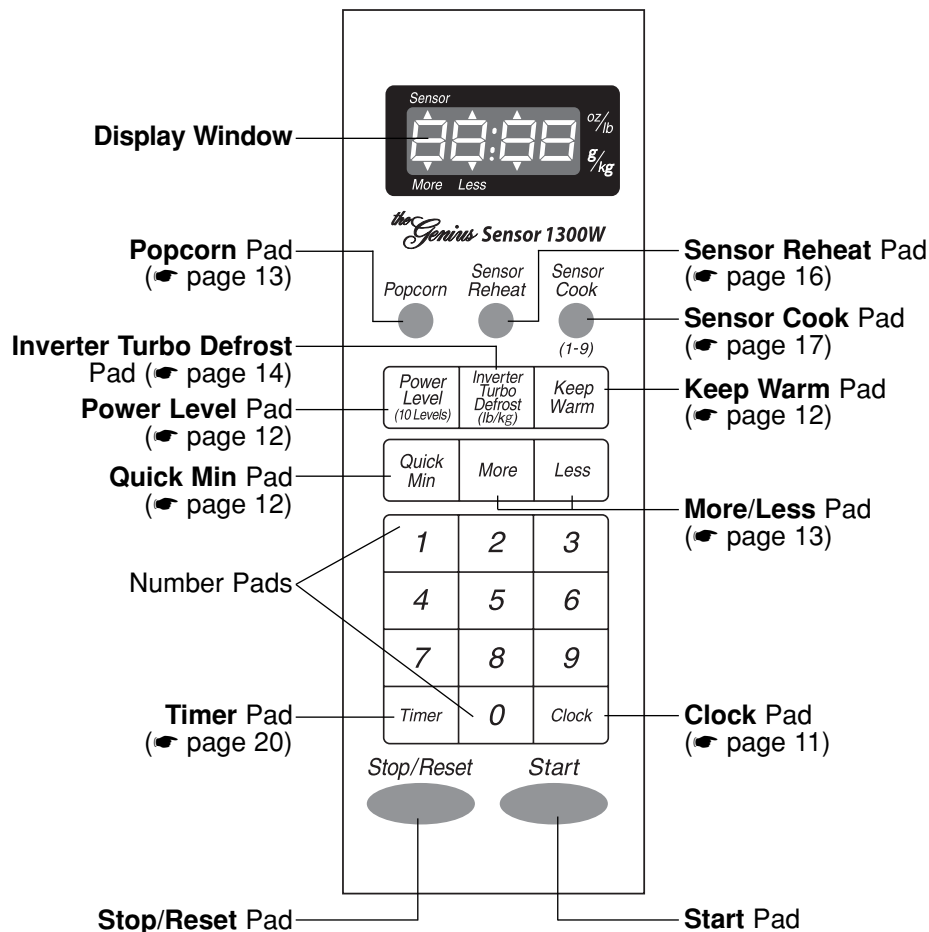 Display Window
Sensor
88:88
oz/lb
g/kg
More Less
the Genius Sensor 1300W
Popcorn Pad
(☛ page 13)
Sensor Reheat Pad
(☛ page 16)
Popcorn
Sensor
Reheat
Sensor
Cook
(1-9)
Sensor Cook Pad
(☛ page 17)
Inverter Turbo Defrost
Pad (☛ page 14)
Power Level Pad
(☛ page 12)
Power
Level
(10 Levels)
Inverter
Turbo
Defrost
(lb/kg)
Keep
Warm
Keep Warm Pad
(☛ page 12)
Quick Min Pad
(☛ page 12)
Quick
Min
More
Less
More/Less Pad
(☛ page 13)
Number Pads
1 2 3
4 5 6
7 8 9
Timer 0 Clock
Timer Pad
(☛ page 20)
Clock Pad
(☛ page 11)
Stop/Reset Start
Stop/Reset Pad
Start Pad